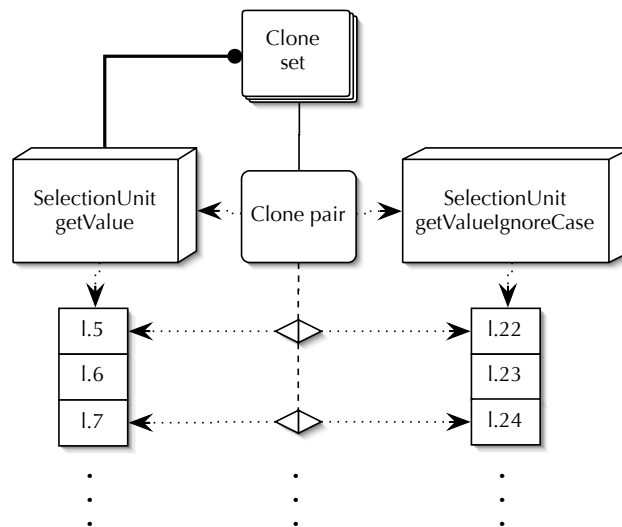 Clone
set
SelectionUnit
getValue
Clone pair
SelectionUnit
getValueIgnoreCase
l.5
l.22
l.6
l.23
l.7
l.24